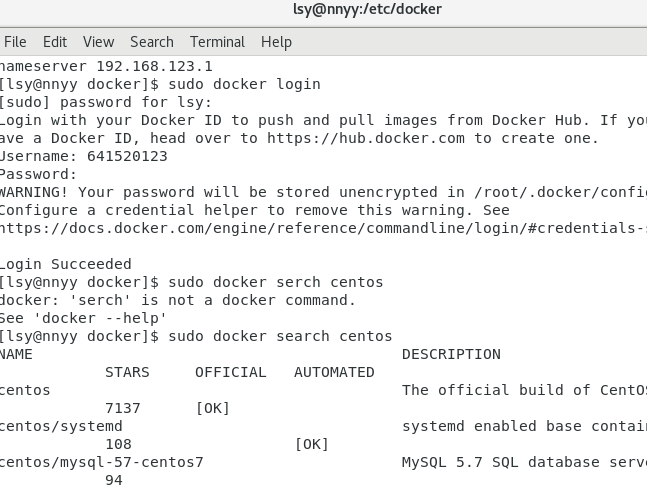 lsy@nnyy:/etc/docker
File Edit View Search Terminal Help
nameserver 192.168.123.1
[lsy@nnyy docker]$ sudo docker login
[sudo] password for lsy:
Login with your Docker ID to push and pull images from Docker Hub. If you
ave a Docker ID, head over to https://hub.docker.com to create one.
Username: 641520123
Password:
WARNING! Your password will be stored unencrypted in /root/.docker/config
Configure a credential helper to remove this warning. See
https://docs.docker.com/engine/reference/commandline/login/#credentials-s
Login Succeeded
[lsy@nnyy docker]$ sudo docker serch centos
docker: 'serch' is not a docker command.
See 'docker --help'
[lsy@nnyy docker]$ sudo docker search centos
NAME DESCRIPTION
STARS OFFICIAL AUTOMATED
centos The official build of CentOS
7137 [OK]
centos/systemd systemd enabled base contain
108 [OK]
centos/mysql-57-centos7 MySQL 5.7 SQL database serve
94